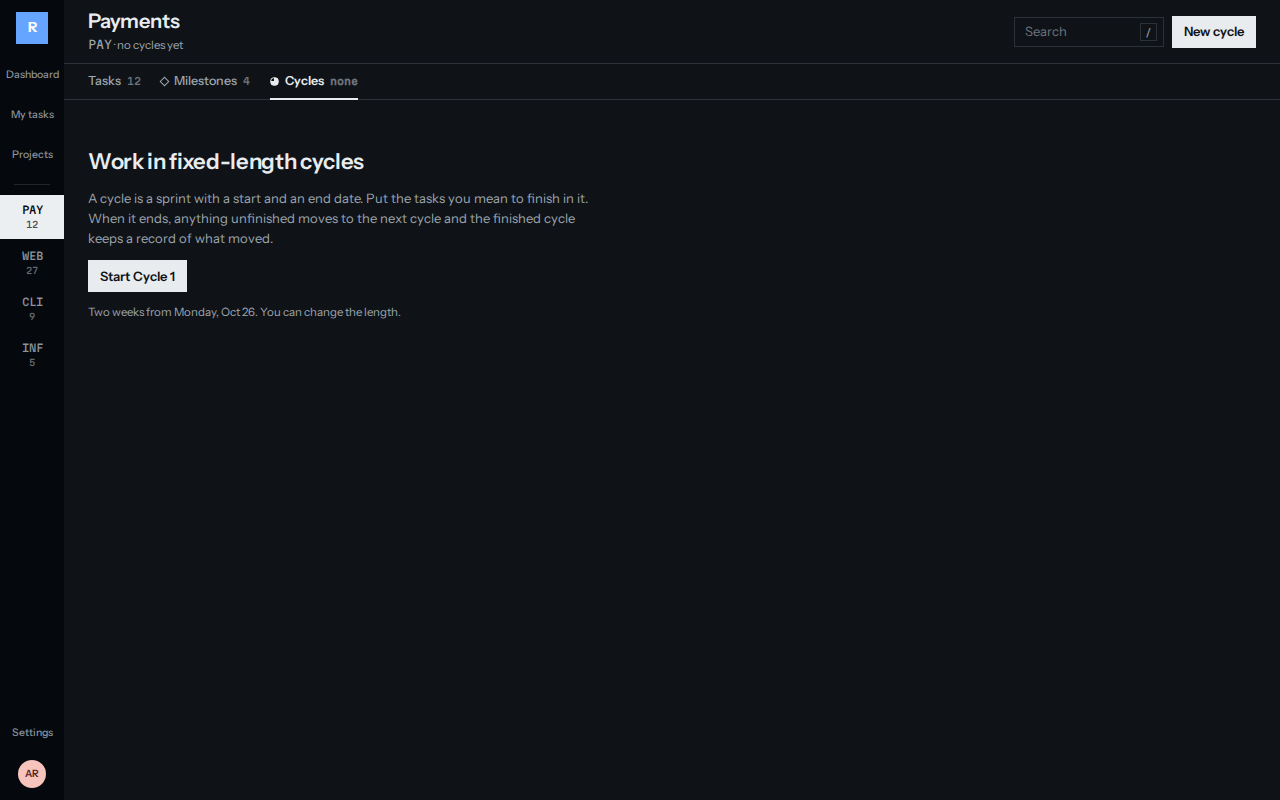 R
Dashboard
My tasks
Projects
PAY
12
WEB
27
CLI
9
INF
5
Settings
AR
Payments
PAY · no cycles yet
Search /
New cycle
Tasks 12
Milestones 4
Cycles none
Work in fixed-length cycles
A cycle is a sprint with a start and an end date. Put the tasks you mean to finish in it.
When it ends, anything unfinished moves to the next cycle and the finished cycle
keeps a record of what moved.
Start Cycle 1
Two weeks from Monday, Oct 26. You can change the length.